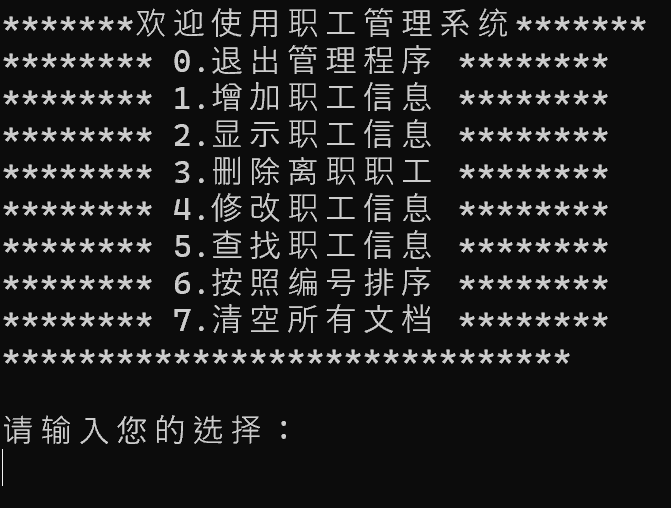 *******欢迎使用职工管理系统*******
******** 0.退出管理程序 ********
******** 1.增加职工信息 ********
******** 2.显示职工信息 ********
******** 3.删除离职职工 ********
******** 4.修改职工信息 ********
******** 5.查找职工信息 ********
******** 6.按照编号排序 ********
******** 7.清空所有文档 ********
******************************
请输入您的选择：